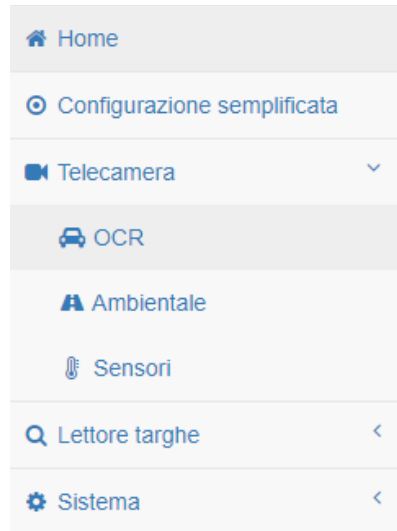 Home
Configurazione semplificata
Telecamera
OCR
Ambientale
Sensori
Lettore targhe
Sistema